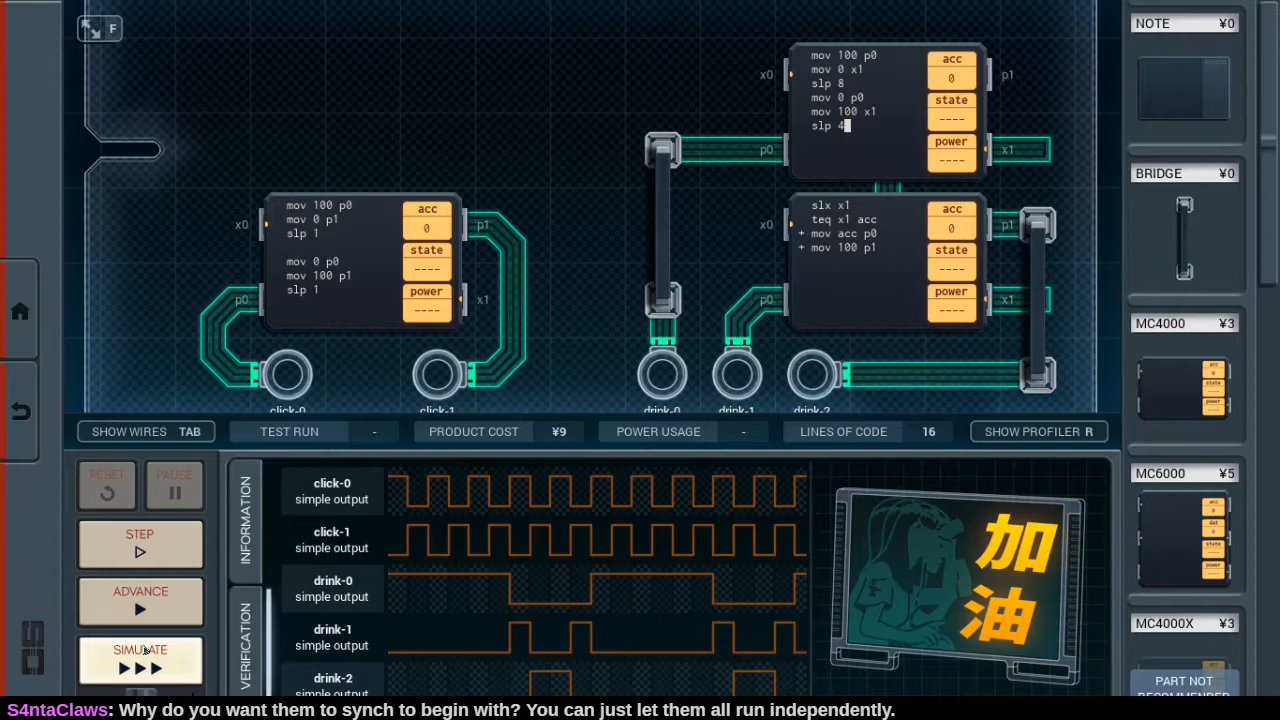 F
NOTE ¥0
BRIDGE ¥0
MC4000 ¥3
MC6000 ¥5
MC4000X ¥3
PART NOT
x0
mov 100 p0
mov 0 x1
slp 8
mov 0 p0
mov 100 x1
slp 4
acc
0
state
----
power
----
p1
p0
x1
x0
mov 100 p0
mov 0 p1
slp 1
mov 0 p0
mov 100 p1
slp 1
acc
0
state
----
power
----
p1
p0
x1
x0
slx x1
teq x1 acc
+ mov acc p0
+ mov 100 p1
acc
0
state
----
power
----
p1
p0
x1
click-0
click-1
drink-0
drink-1
drink-2
SHOW WIRES TAB
TEST RUN -
PRODUCT COST ¥9
POWER USAGE -
LINES OF CODE 16
SHOW PROFILER R
RESET
PAUSE
STEP
ADVANCE
SIMULATE
INFORMATION
VERIFICATION
click-0
simple output
click-1
simple output
drink-0
simple output
drink-1
simple output
drink-2
simple output
加
油
S4ntaClaws: Why do you want them to synch to begin with? You can just let them all run independently.